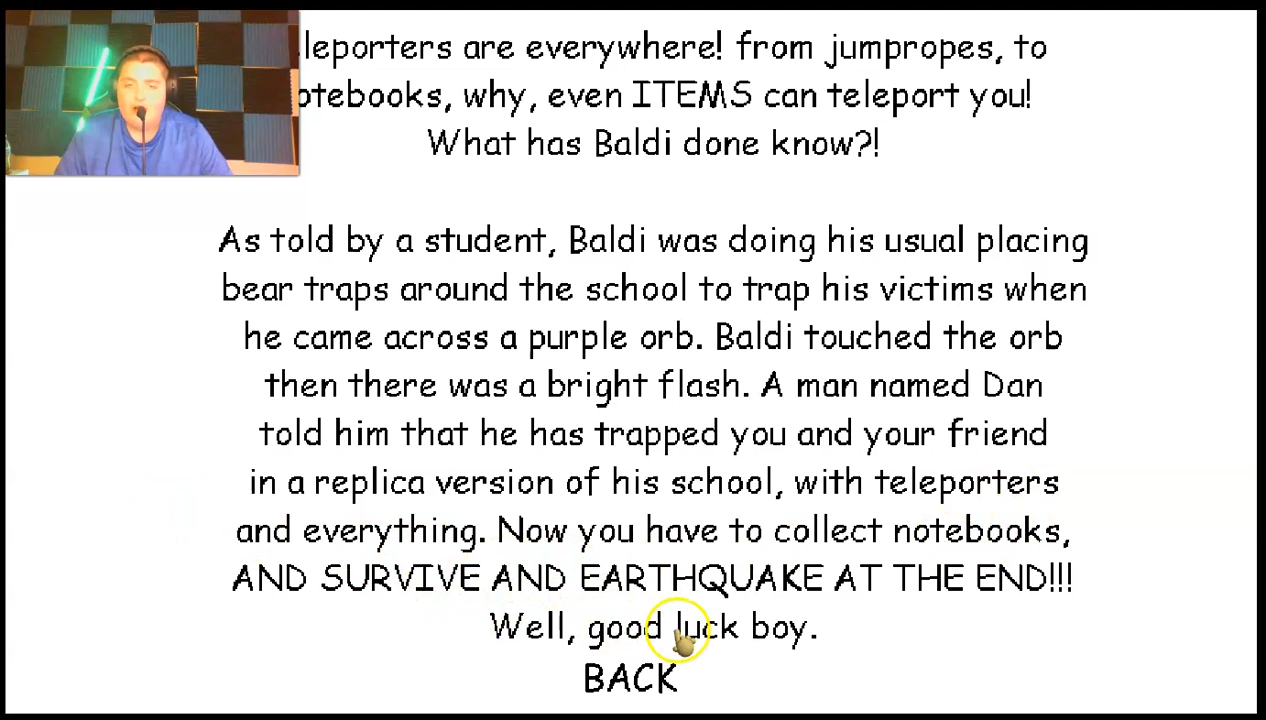 leporters are everywhere! from jumpropes, to
otebooks, why, even ITEMS can teleport you!
What has Baldi done know?!
As told by a student, Baldi was doing his usual placing
bear traps around the school to trap his victims when
he came across a purple orb. Baldi touched the orb
then there was a bright flash. A man named Dan
told him that he has trapped you and your friend
in a replica version of his school, with teleporters
and everything. Now you have to collect notebooks,
AND SURVIVE AND EARTHQUAKE AT THE END!!!
Well, good luck boy.
BACK